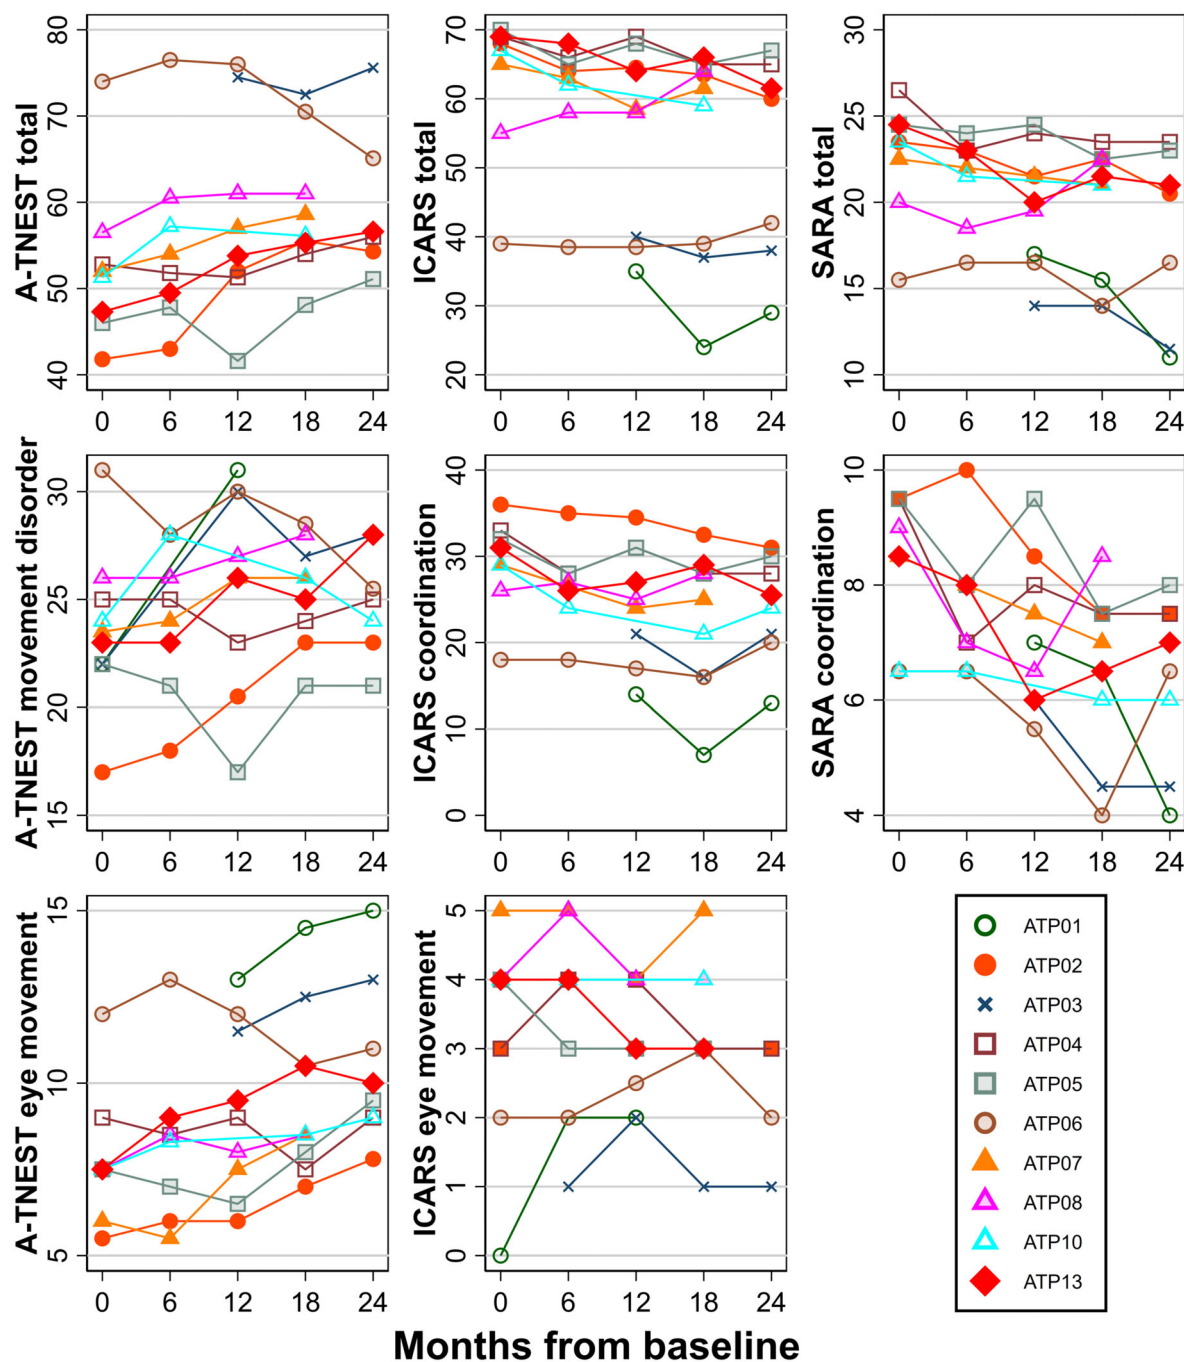 A-TNEST total
80
70
60
50
40
0 6 12 18 24
ICARS total
70
60
50
40
30
20
0 6 12 18 24
SARA total
30
25
20
15
10
0 6 12 18 24
A-TNEST movement disorder
30
25
20
15
0 6 12 18 24
ICARS coordination
40
30
20
10
0
0 6 12 18 24
SARA coordination
10
8
6
4
0 6 12 18 24
A-TNEST eye movement
15
10
5
0 6 12 18 24
ICARS eye movement
5
4
3
2
1
0
0 6 12 18 24
ATP01
ATP02
ATP03
ATP04
ATP05
ATP06
ATP07
ATP08
ATP10
ATP13
Months from baseline